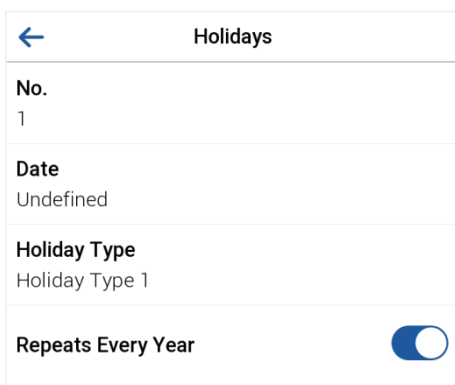 Holidays
No.
1
Date
Undefined
Holiday Type
Holiday Type 1
Repeats Every Year